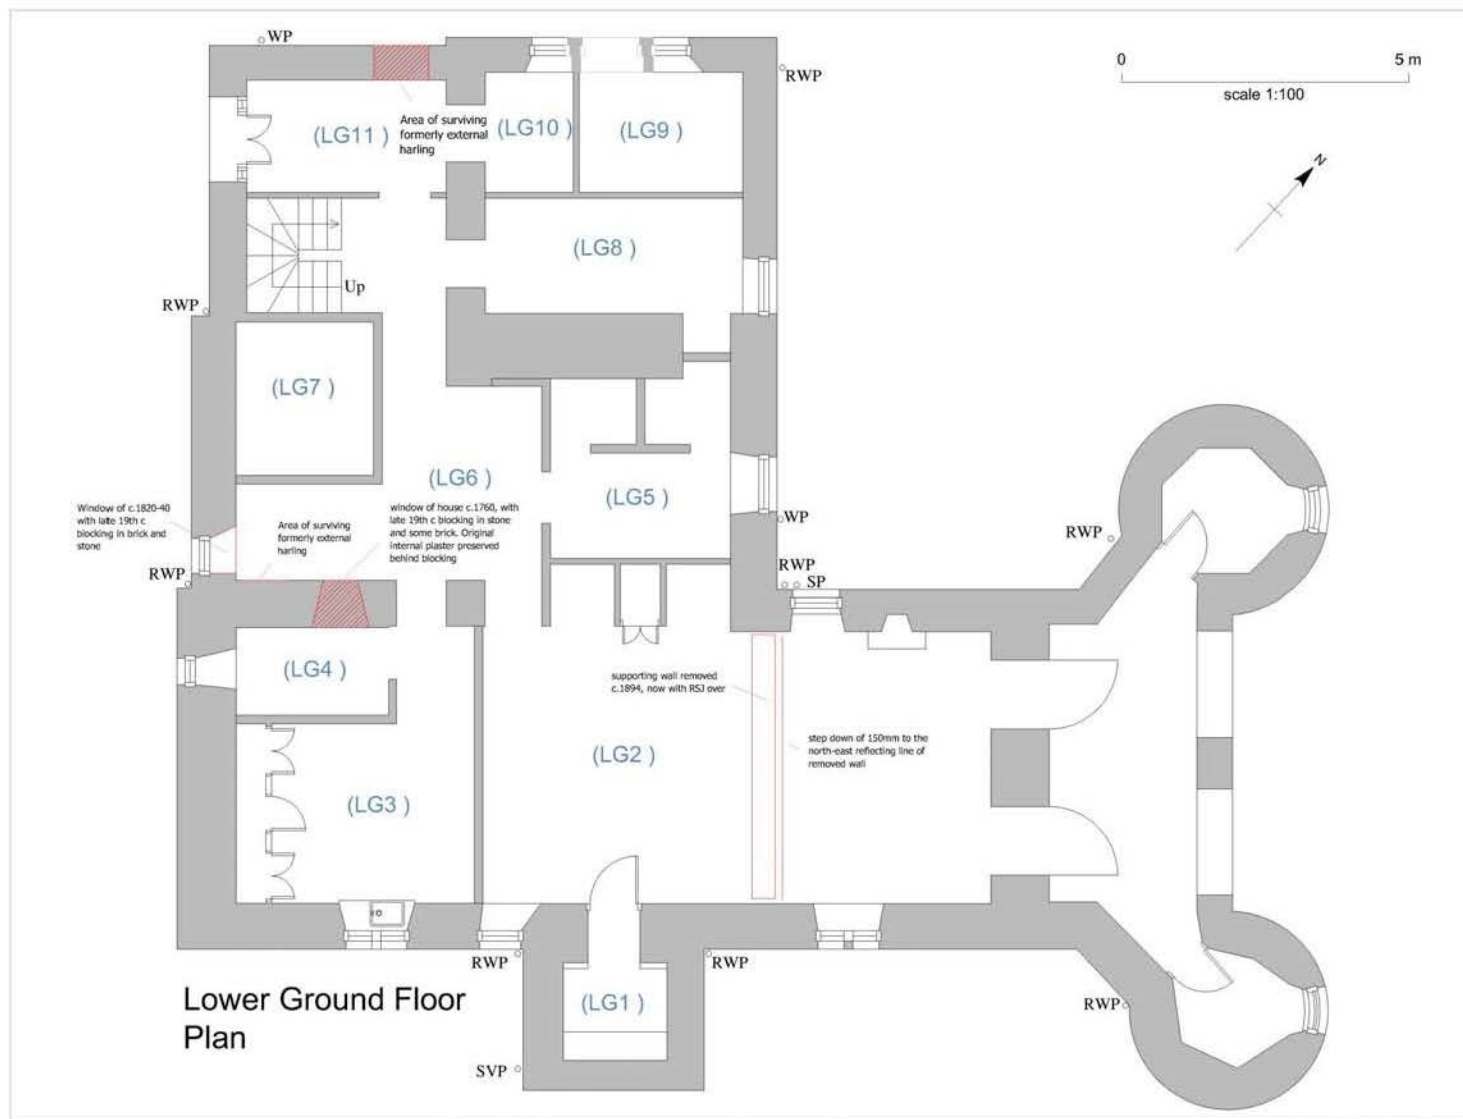 WP
RWP
0 5 m
scale 1:100
N
(LG11 )
Area of surviving
formerly external
harling
(LG10 )
(LG9 )
(LG8 )
Up
RWP
(LG7 )
(LG6 )
(LG5 )
Window of c.1820-40
with late 19th c
blocking in brick and
stone
Area of surviving
formerly external
harling
window of house c.1760, with
late 19th c blocking in stone
and some brick. Original
internal plaster preserved
behind blocking
WP
RWP
RWP
RWP
SP
(LG4 )
supporting wall removed
c.1894, now with RSJ over
step down of 150mm to the
north-east reflecting line of
removed wall
(LG2 )
(LG3 )
RWP
RWP
RWP
(LG1 )
SVP
Lower Ground Floor
Plan